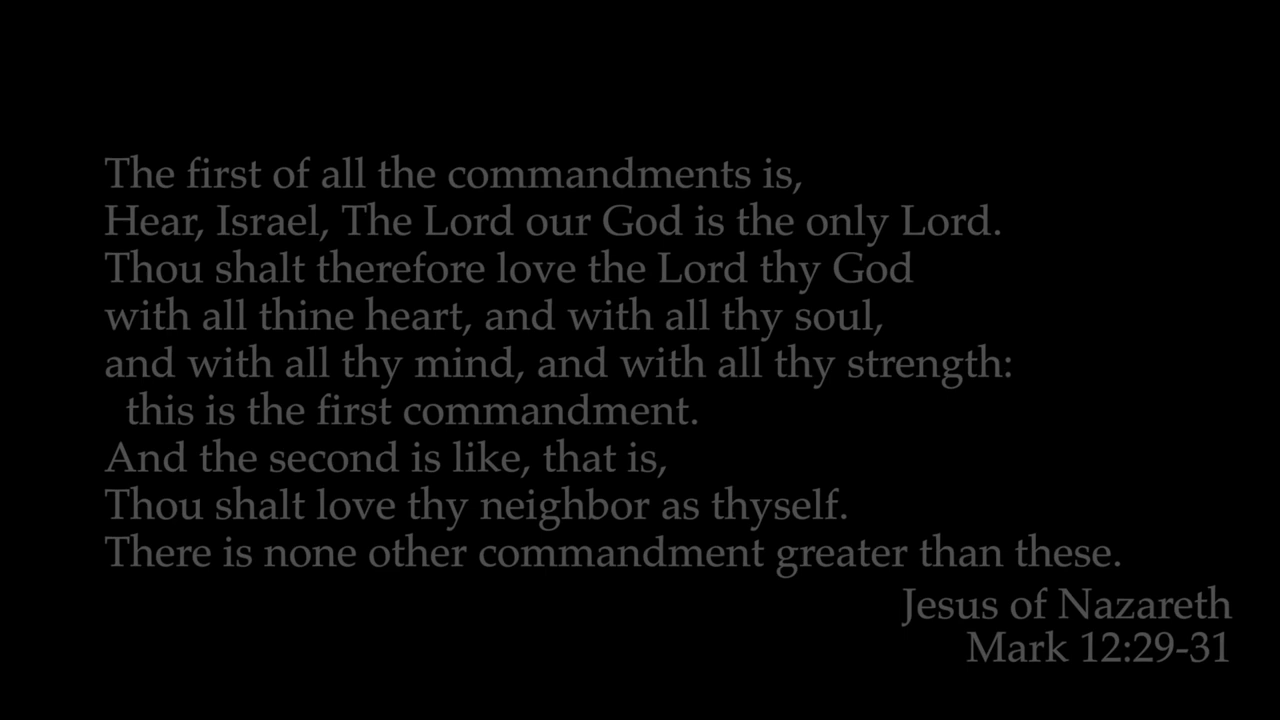 The first of all the commandments is,
Hear, Israel, The Lord our God is the only Lord.
Thou shalt therefore love the Lord thy God
with all thine heart, and with all thy soul,
and with all thy mind, and with all thy strength:
this is the first commandment.
And the second is like, that is,
Thou shalt love thy neighbor as thyself.
There is none other commandment greater than these.
Jesus of Nazareth
Mark 12:29-31